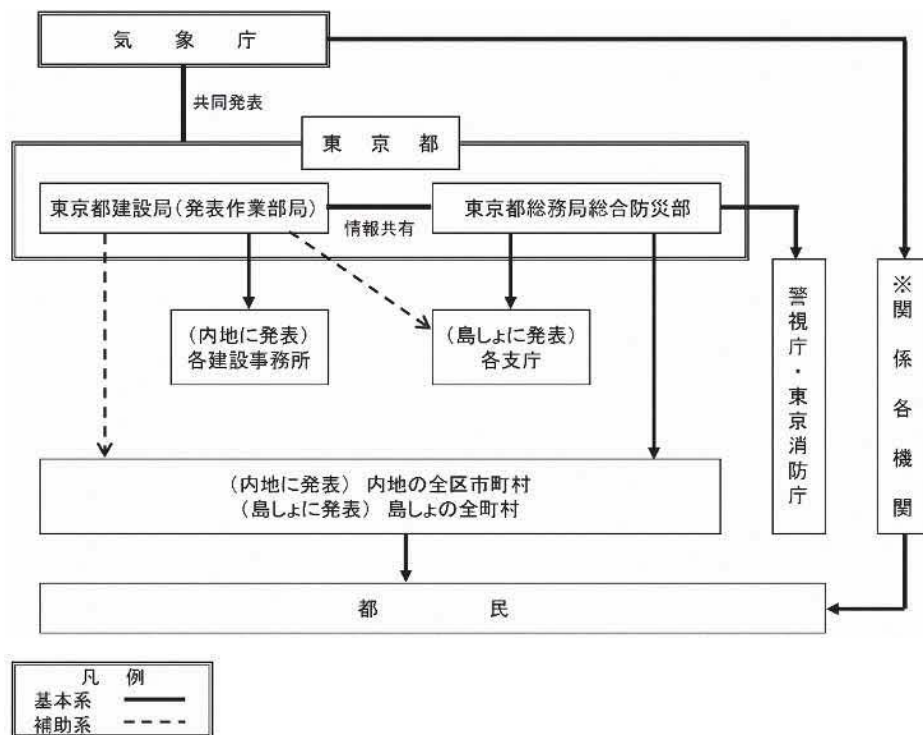 気象庁
共同発表
東京都
東京都建設局(発表作業部局)
情報共有
東京都総務局総合防災部
(内地に発表)
各建設事務所
(島しょに発表)
各支庁
警視庁・東京消防庁
※関係各機関
(内地に発表) 内地の全区市町村
(島しょに発表) 島しょの全町村
都民
凡例
基本系
補助系